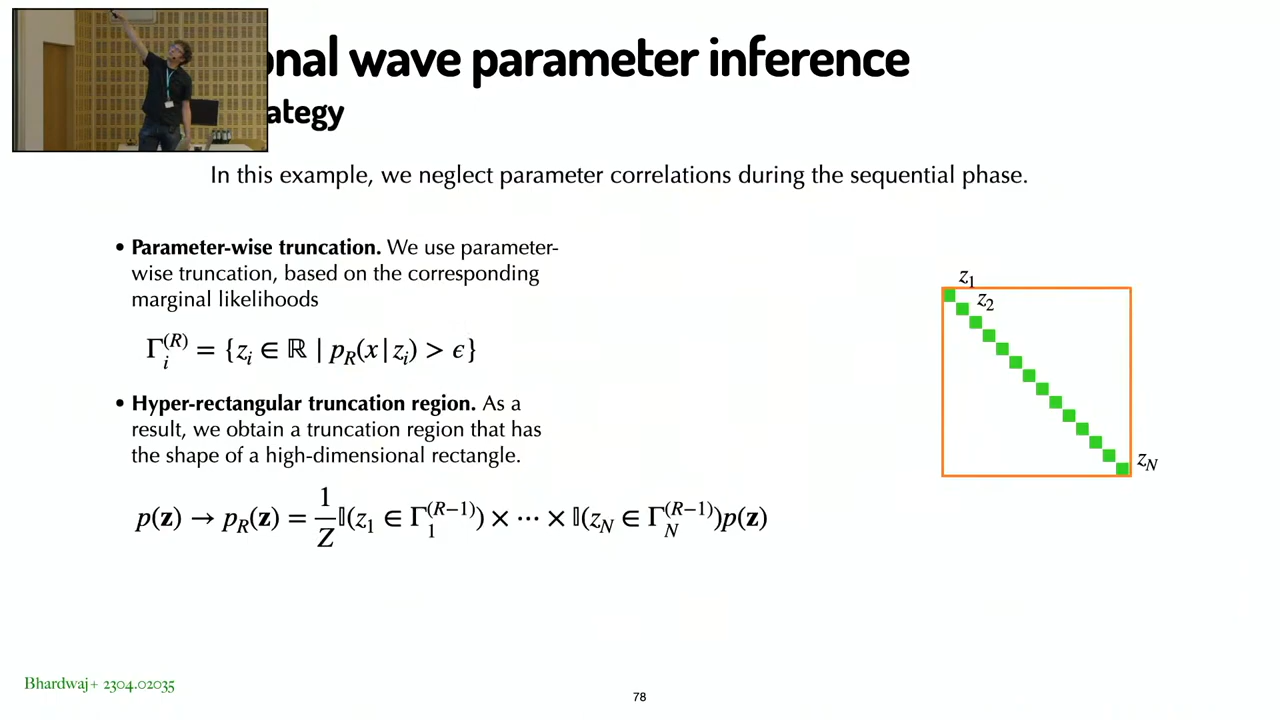 onal wave parameter inference
ategy
In this example, we neglect parameter correlations during the sequential phase.
• Parameter-wise truncation. We use parameter-
wise truncation, based on the corresponding
marginal likelihoods
Γ_i^{(R)} = {z_i ∈ ℝ | p_R(x|z_i) > ϵ}
• Hyper-rectangular truncation region. As a
result, we obtain a truncation region that has
the shape of a high-dimensional rectangle.
p(𝐳) → p_R(𝐳) = \frac{1}{Z} 𝕀(z_1 ∈ Γ_1^{(R−1)}) × ⋯ × 𝕀(z_N ∈ Γ_N^{(R−1)})p(𝐳)
z_1
z_2
z_N
Bhardwaj+ 2304.02035
78